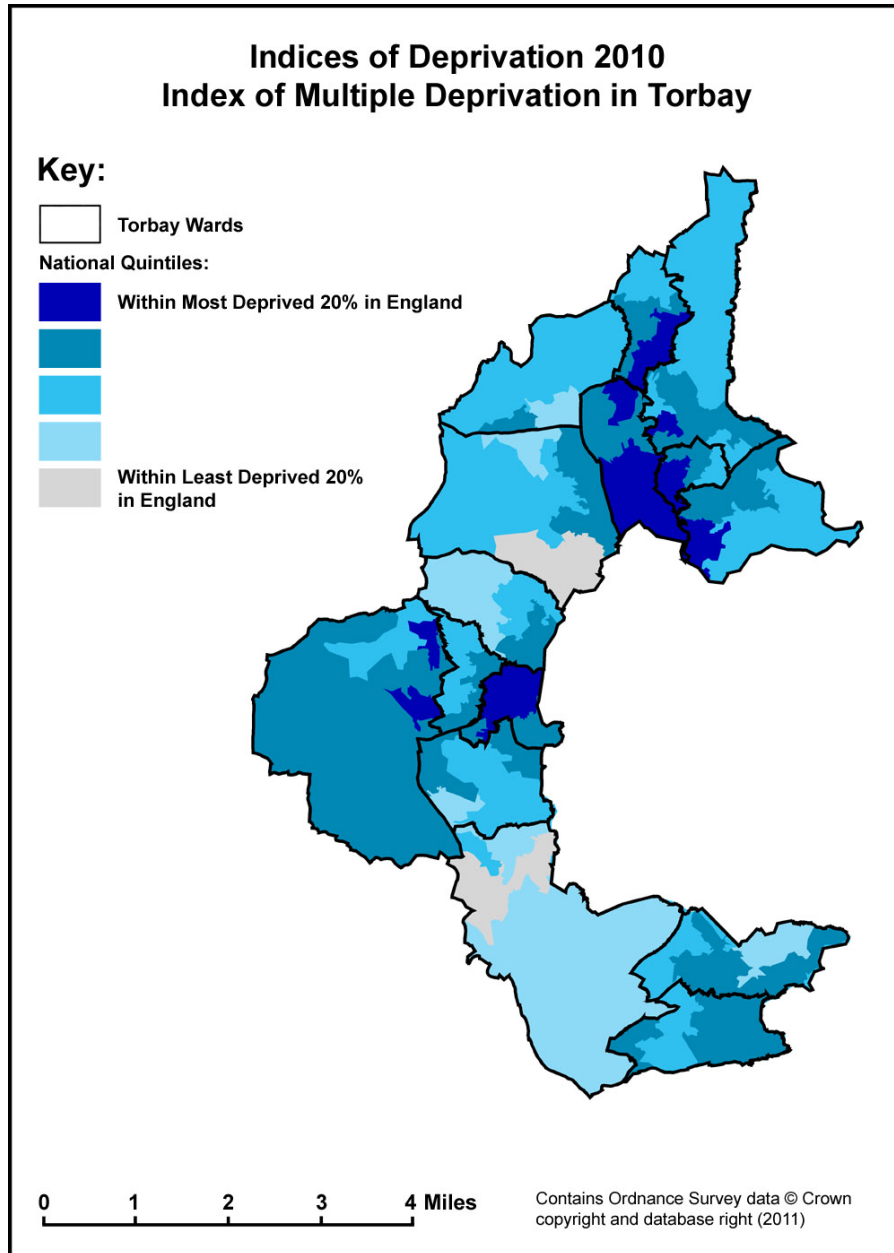 Indices of Deprivation 2010
Index of Multiple Deprivation in Torbay
Key:
Torbay Wards
National Quintiles:
Within Most Deprived 20% in England
Within Least Deprived 20%
in England
0 1 2 3 4 Miles
Contains Ordnance Survey data © Crown
copyright and database right (2011)